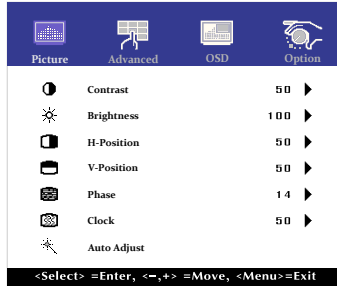 Picture Advanced OSD Option
Contrast 50
Brightness 100
H-Position 50
V-Position 50
Phase 14
Clock 50
Auto Adjust
<Select> =Enter, <−,+> =Move, <Menu>=Exit